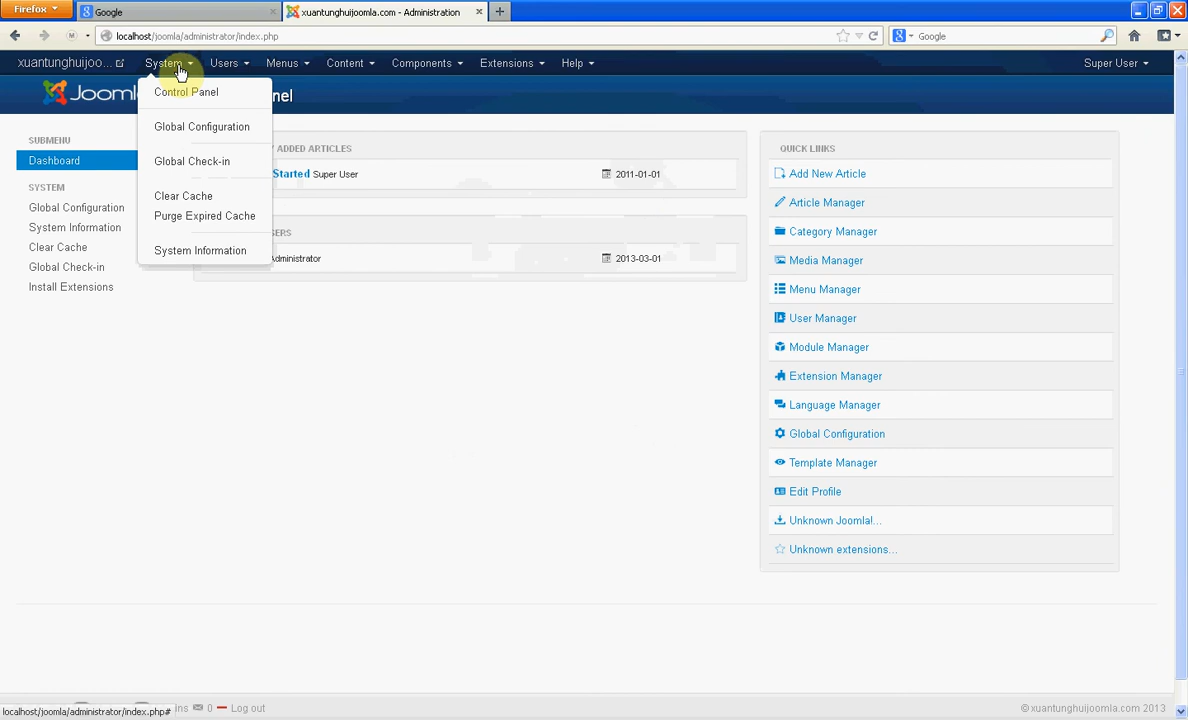 Firefox
Google
xuantunghuijoomla.com - Administration
localhost/joomla/administrator/index.php
Google
xuantunghuijoo...
System
Users
Menus
Content
Components
Extensions
Help
Super User
Control Panel
Global Configuration
Global Check-in
Clear Cache
Purge Expired Cache
System Information
SUBMENU
Dashboard
SYSTEM
Global Configuration
System Information
Clear Cache
Global Check-in
Install Extensions
ADDED ARTICLES
Started Super User
2011-01-01
2013-03-01
QUICK LINKS
Add New Article
Article Manager
Category Manager
Media Manager
Menu Manager
User Manager
Module Manager
Extension Manager
Language Manager
Global Configuration
Template Manager
Edit Profile
Unknown Joomla!...
Unknown extensions...
localhost/joomla/administrator/index.php#
0
Log out
© xuantunghuijoomla.com 2013